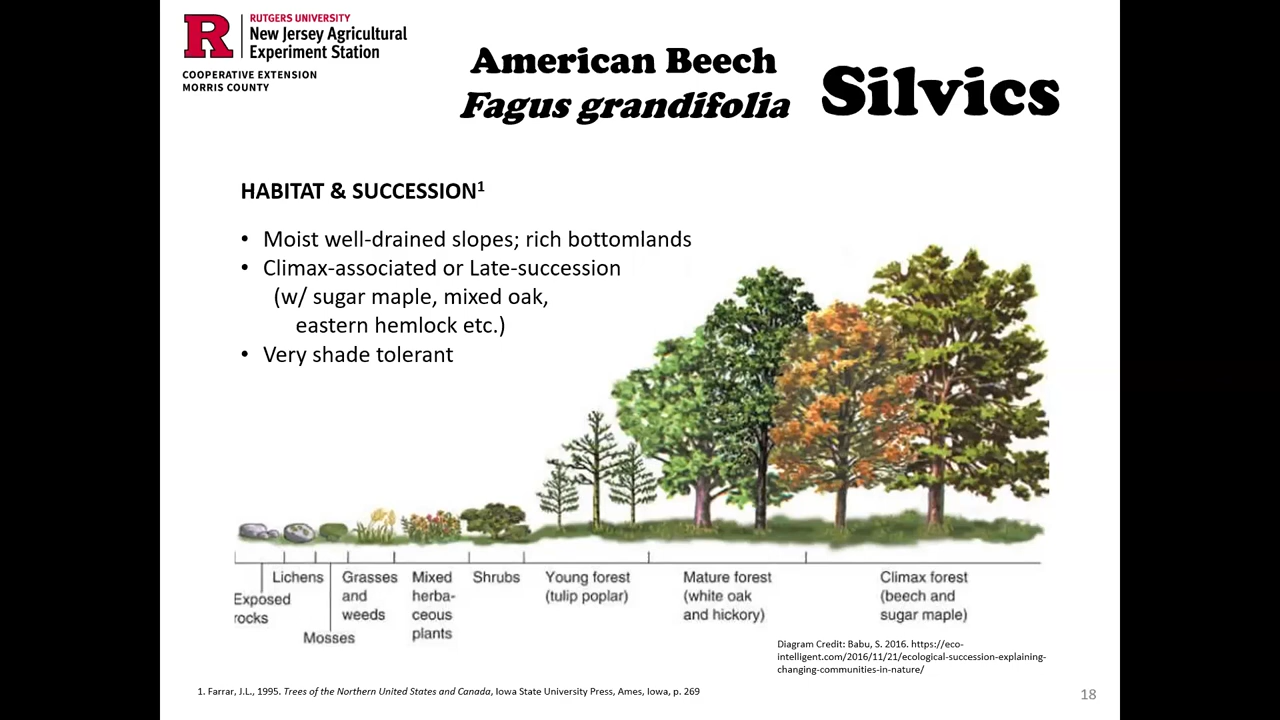 RUTGERS UNIVERSITY
New Jersey Agricultural
Experiment Station
COOPERATIVE EXTENSION
MORRIS COUNTY
American Beech
Fagus grandifolia
Silvics
HABITAT & SUCCESSION¹
• Moist well-drained slopes; rich bottomlands
• Climax-associated or Late-succession
(w/ sugar maple, mixed oak,
eastern hemlock etc.)
• Very shade tolerant
Exposed
rocks
Lichens
Mosses
Grasses
and
weeds
Mixed
herba-
ceous
plants
Shrubs
Young forest
(tulip poplar)
Mature forest
(white oak
and hickory)
Climax forest
(beech and
sugar maple)
Diagram Credit: Babu, S. 2016. https://eco-
intelligent.com/2016/11/21/ecological-succession-explaining-
changing-communities-in-nature/
1. Farrar, J.L., 1995. Trees of the Northern United States and Canada, Iowa State University Press, Ames, Iowa, p. 269
18